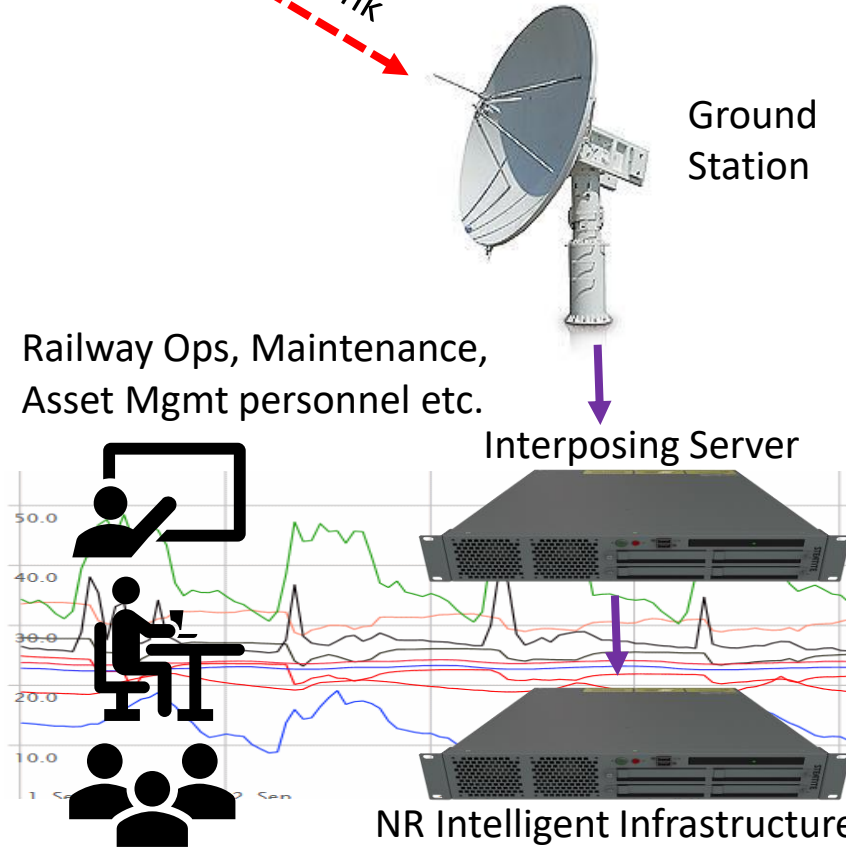 Ground
Station
Railway Ops, Maintenance,
Asset Mgmt personnel etc.
Interposing Server
50.0
40.0
30.0
20.0
10.0
NR Intelligent Infrastructure